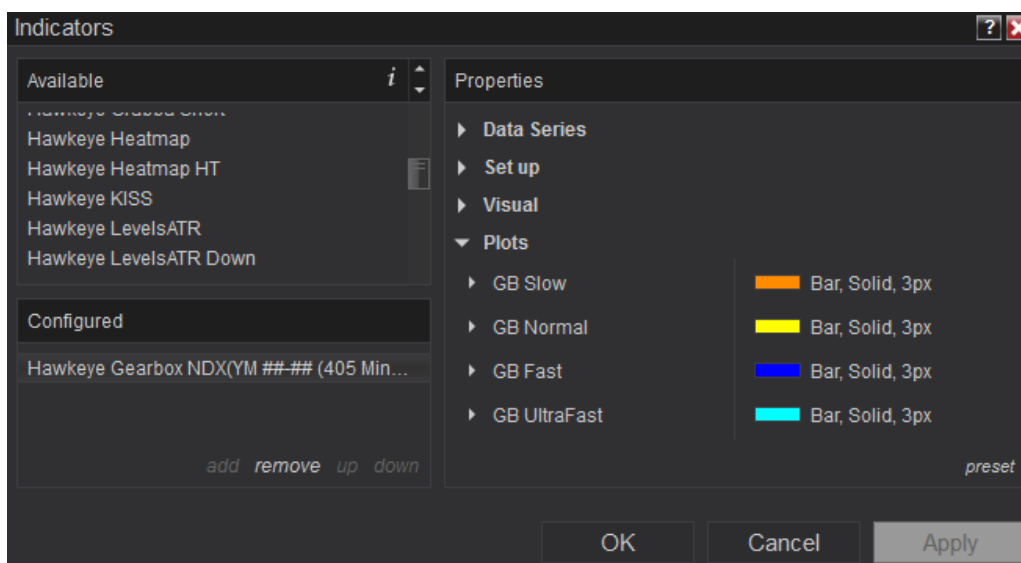 Indicators
?
Available
i
Hawkeye Heatmap
Hawkeye Heatmap HT
Hawkeye KISS
Hawkeye LevelsATR
Hawkeye LevelsATR Down
Configured
Hawkeye Gearbox NDX(YM ##-## (405 Min...
add remove up down
Properties
Data Series
Set up
Visual
Plots
GB Slow Bar, Solid, 3px
GB Normal Bar, Solid, 3px
GB Fast Bar, Solid, 3px
GB UltraFast Bar, Solid, 3px
preset
OK Cancel Apply